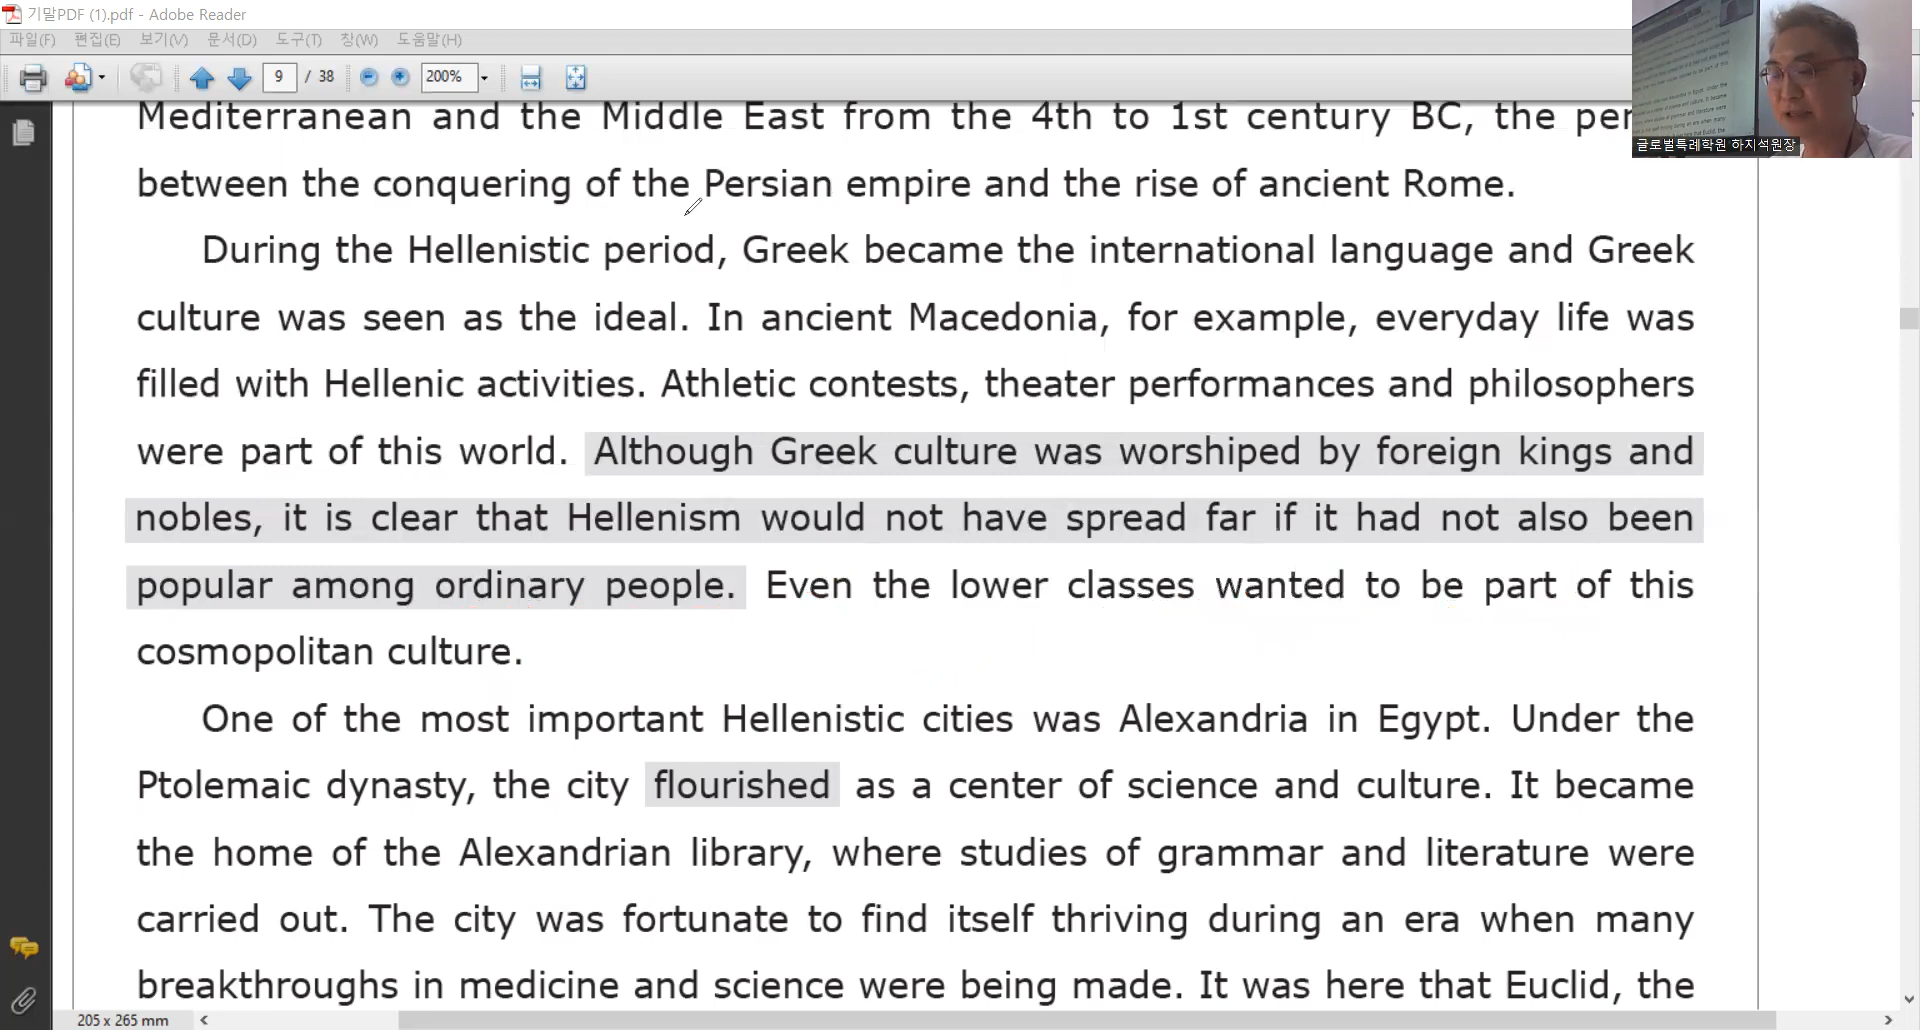 기말PDF (1).pdf - Adobe Reader
파일(F) 편집(E) 보기(V) 문서(D) 도구(T) 창(W) 도움말(H)
9 / 38 200%
글로벌특례학원 하지석원장
Mediterranean and the Middle East from the 4th to 1st century BC, the
between the conquering of the Persian empire and the rise of ancient Rome.
During the Hellenistic period, Greek became the international language and Greek
culture was seen as the ideal. In ancient Macedonia, for example, everyday life was
filled with Hellenic activities. Athletic contests, theater performances and philosophers
were part of this world. Although Greek culture was worshiped by foreign kings and
nobles, it is clear that Hellenism would not have spread far if it had not also been
popular among ordinary people. Even the lower classes wanted to be part of this
cosmopolitan culture.
One of the most important Hellenistic cities was Alexandria in Egypt. Under the
Ptolemaic dynasty, the city flourished as a center of science and culture. It became
the home of the Alexandrian library, where studies of grammar and literature were
carried out. The city was fortunate to find itself thriving during an era when many
breakthroughs in medicine and science were being made. It was here that Euclid, the
205 x 265 mm